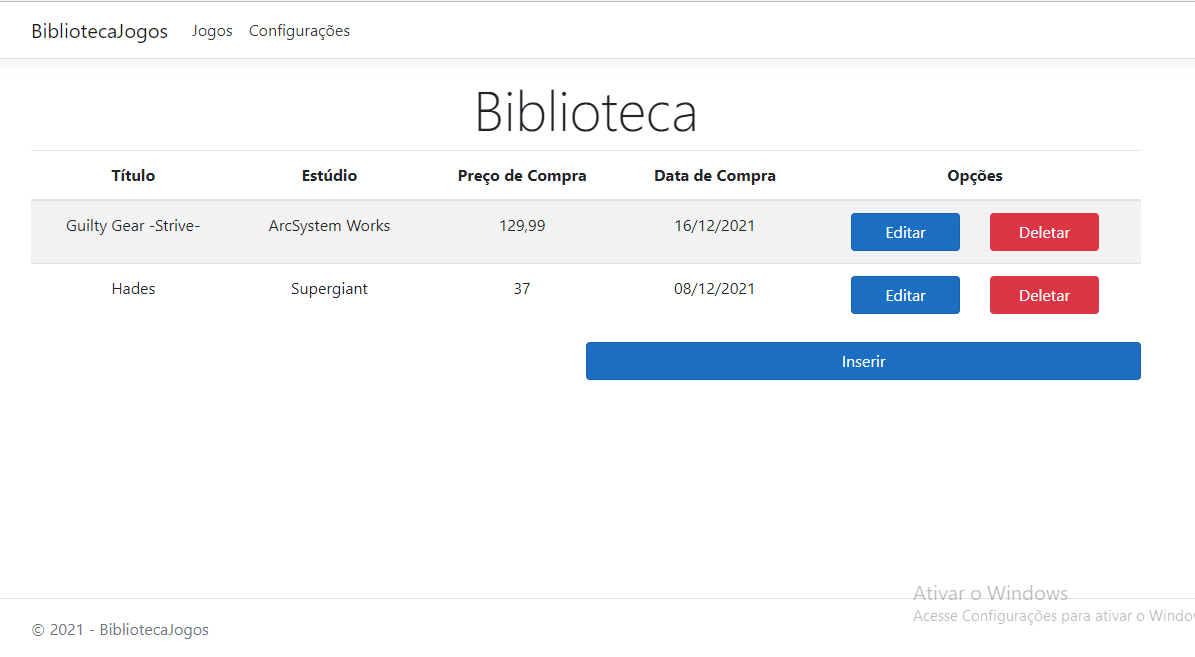 BibliotecaJogos Jogos Configurações
Biblioteca
Título Estúdio Preço de Compra Data de Compra Opções
Guilty Gear -Strive- ArcSystem Works 129,99 16/12/2021 Editar Deletar
Hades Supergiant 37 08/12/2021 Editar Deletar
Inserir
Ativar o Windows
Acesse Configurações para ativar o Windo
© 2021 - BibliotecaJogos